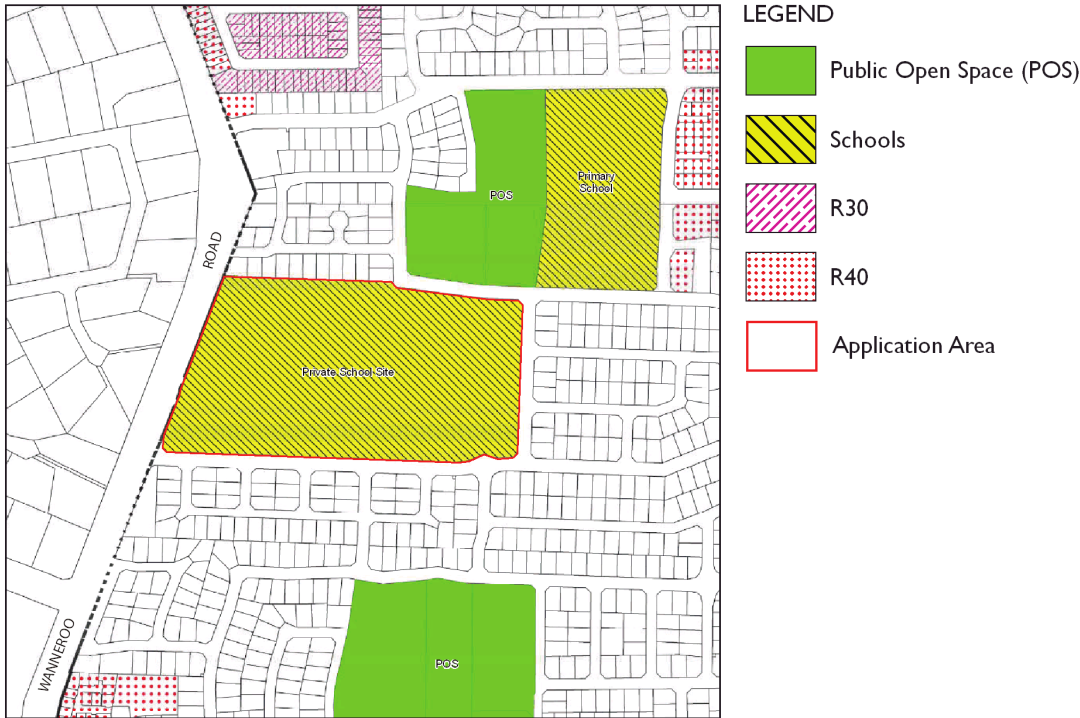 LEGEND
Public Open Space (POS)
Schools
R30
R40
Application Area
POS
Primary
School
ROAD
Private School Site
WANNEROO
POS